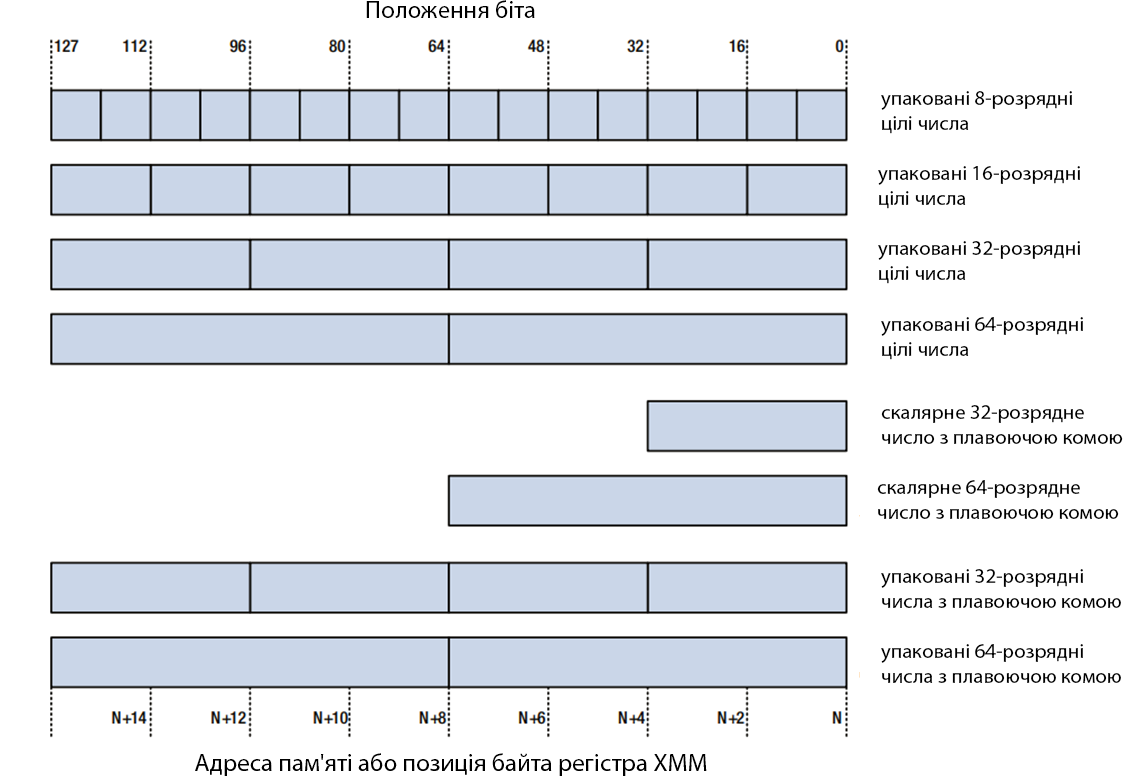 Положення біта
127 112 96 80 64 48 32 16 0
упаковані 8-розрядні
цілі числа
упаковані 16-розрядні
цілі числа
упаковані 32-розрядні
цілі числа
упаковані 64-розрядні
цілі числа
скалярне 32-розрядне
число з плавоючою комою
скалярне 64-розрядне
число з плавоючою комою
упаковані 32-розрядні
числа з плавоючою комою
упаковані 64-розрядні
числа з плавоючою комою
N+14 N+12 N+10 N+8 N+6 N+4 N+2 N
Адреса пам'яті або позиція байта регістра XMM